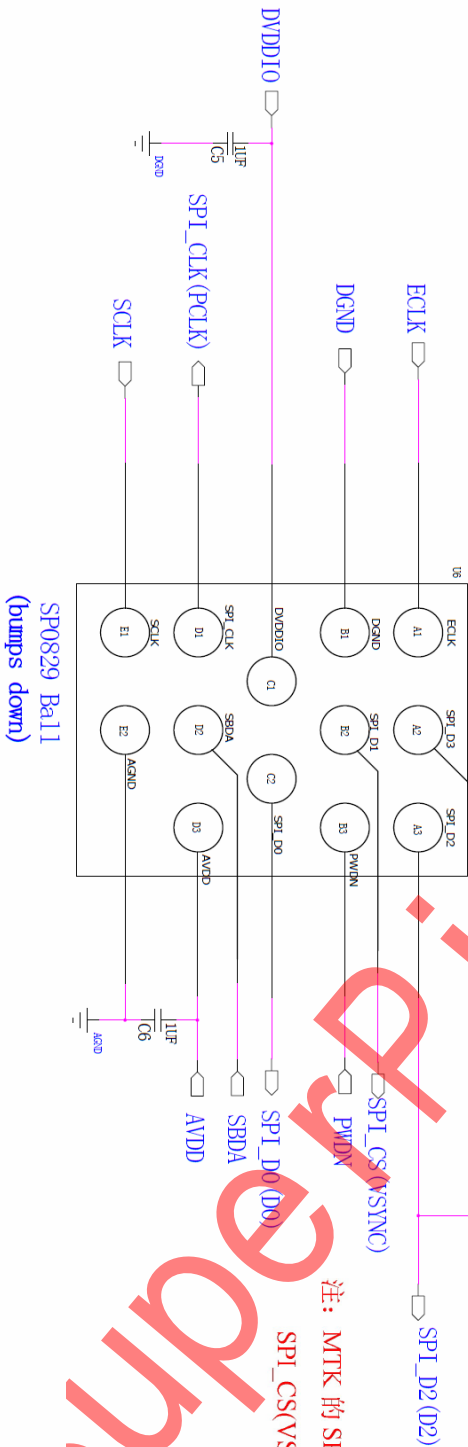 ECLK
DGND
DVDDIO
1UF
C5
DGND
SPI_CLK(PCLK)
SCLK
U6
ECLK
A1
SPI_D3
A2
SPI_D2
A3
DGND
B1
SPI_D1
B2
B3
PWDN
DVDDIO
C1
C2
SPI_D0
SPI_CLK
D1
SBDA
D2
D3
AVDD
SCLK
E1
E2
AGND
SP0829 Ball
(bumps down)
SPI_D2(D2)
SPI_CS(VSYNC)
PWDN
SPI_D0(D0)
SBDA
AVDD
1UF
C6
AGND
注: MTK 的
SPI_CS(VS
uperPi